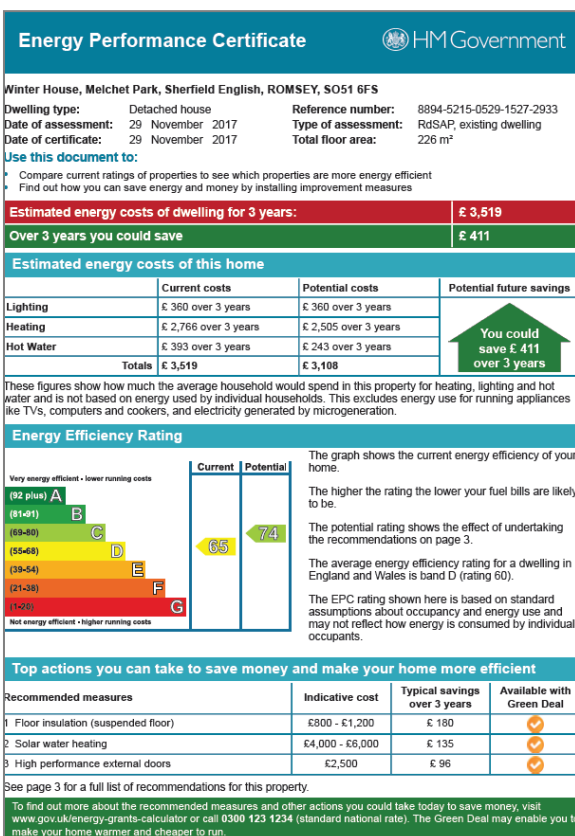 Energy Performance Certificate
HM Government
Winter House, Melchet Park, Sherfield English, ROMSEY, SO51 6FS
Dwelling type: Detached house
Date of assessment: 29 November 2017
Date of certificate: 29 November 2017
Reference number: 8894-5215-0529-1527-2933
Type of assessment: RdSAP, existing dwelling
Total floor area: 226 m²
Use this document to:
• Compare current ratings of properties to see which properties are more energy efficient
• Find out how you can save energy and money by installing improvement measures
Estimated energy costs of dwelling for 3 years: £ 3,519
Over 3 years you could save £ 411
Estimated energy costs of this home
Current costs Potential costs Potential future savings
Lighting £ 360 over 3 years £ 360 over 3 years
Heating £ 2,766 over 3 years £ 2,505 over 3 years
Hot Water £ 393 over 3 years £ 243 over 3 years
Totals £ 3,519 £ 3,108
You could
save £ 411
over 3 years
These figures show how much the average household would spend in this property for heating, lighting and hot
water and is not based on energy used by individual households. This excludes energy use for running appliances
like TVs, computers and cookers, and electricity generated by microgeneration.
Energy Efficiency Rating
Current Potential
Very energy efficient - lower running costs
(92 plus) A
(81-91) B
(69-80) C
(55-68) D
(39-54) E
(21-38) F
(1-20) G
Not energy efficient - higher running costs
65
74
The graph shows the current energy efficiency of your
home.
The higher the rating the lower your fuel bills are likely
to be.
The potential rating shows the effect of undertaking
the recommendations on page 3.
The average energy efficiency rating for a dwelling in
England and Wales is band D (rating 60).
The EPC rating shown here is based on standard
assumptions about occupancy and energy use and
may not reflect how energy is consumed by individual
occupants.
Top actions you can take to save money and make your home more efficient
Recommended measures Indicative cost Typical savings over 3 years Available with Green Deal
1 Floor insulation (suspended floor) £800 - £1,200 £ 180
2 Solar water heating £4,000 - £6,000 £ 135
3 High performance external doors £2,500 £ 96
See page 3 for a full list of recommendations for this property.
To find out more about the recommended measures and other actions you could take today to save money, visit
www.gov.uk/energy-grants-calculator or call 0300 123 1234 (standard national rate). The Green Deal may enable you to
make your home warmer and cheaper to run.